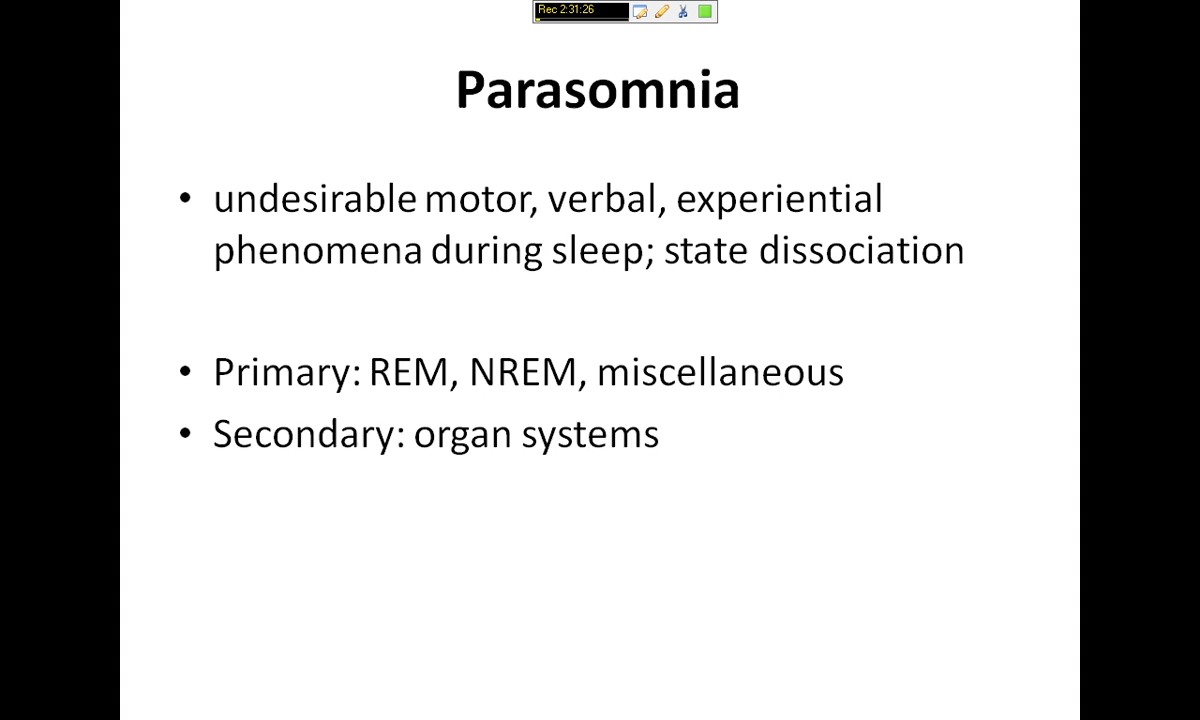 Rec 2:31:26
Parasomnia
• undesirable motor, verbal, experiential
phenomena during sleep; state dissociation
• Primary: REM, NREM, miscellaneous
• Secondary: organ systems